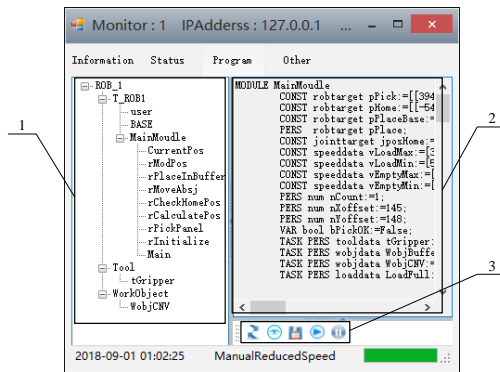 Monitor : 1 IPAdderss : 127.0.0.1 ...
Information Status Program Other
ROB_1
T_ROB1
user
BASE
MainMoudle
CurrentPos
rModPos
rPlaceInBuffer
rMoveAbsj
rCheckHomePos
rCalculatePos
rPickPanel
rInitialize
Main
Tool
tGripper
WorkObject
WobjCNV
MODULE MainMoudle
CONST robtarget pPick:=[[394
CONST robtarget pHome:=[[-54
CONST robtarget pPlaceBase:=
PERS robtarget pPlace;
CONST jointtarget jposHome:=
CONST speeddata vLoadMax:=[3
CONST speeddata vLoadMin:=[5
CONST speeddata vEmptyMax:=[
CONST speeddata vEmptyMin:=[
PERS num nCount:=1;
PERS num nXoffset:=145;
PERS num nYoffset:=148;
VAR bool bPickOK:=False;
TASK PERS tooldata tGripper:
TASK PERS wobjdata WobjBuffe
TASK PERS wobjdata WobjCNV:=
TASK PERS loaddata LoadFull:
2018-09-01 01:02:25 ManualReducedSpeed
1
2
3